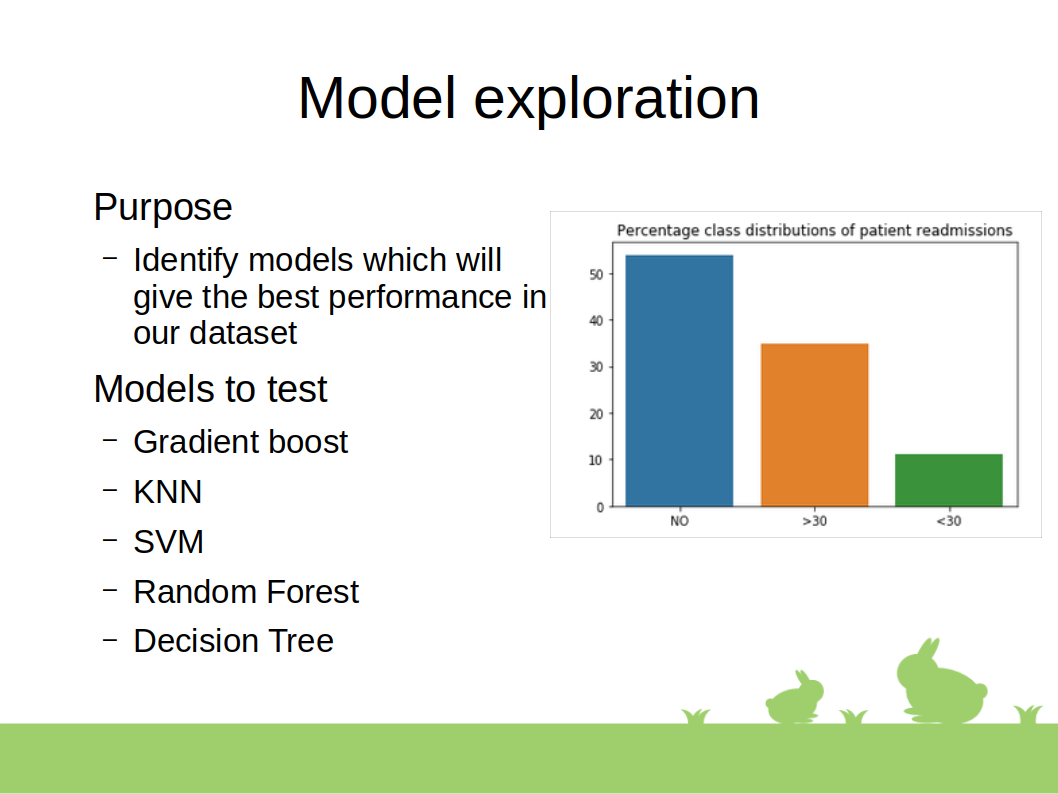 Model exploration
Purpose
– Identify models which will
give the best performance in
our dataset
Models to test
– Gradient boost
– KNN
– SVM
– Random Forest
– Decision Tree
Percentage class distributions of patient readmissions
50
40
30
20
10
0
NO >30 <30